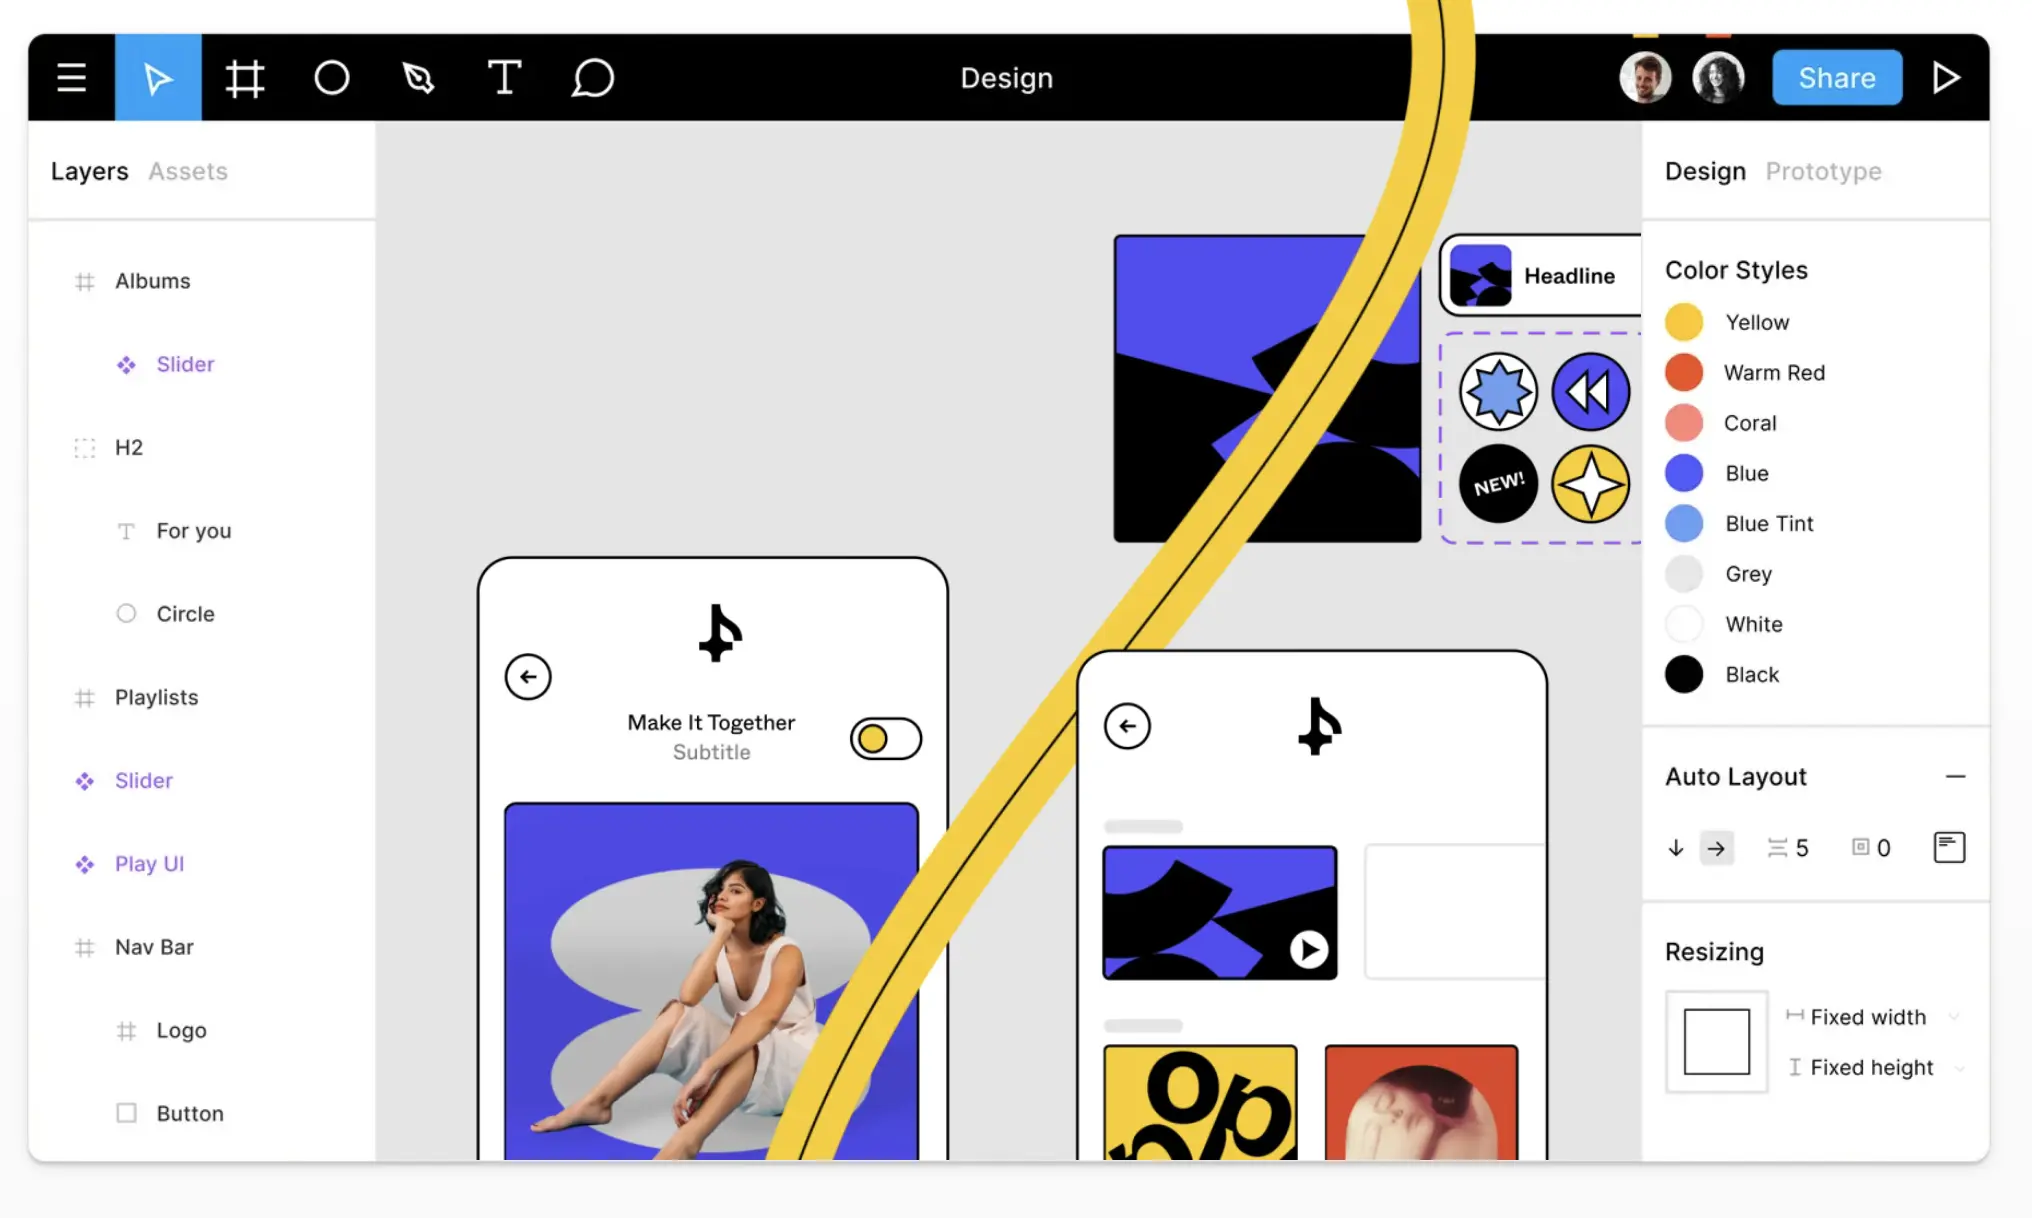 Design
Share
Layers Assets
Albums
Slider
H2
For you
Circle
Playlists
Slider
Play UI
Nav Bar
Logo
Button
Headline
NEW!
Make It Together
Subtitle
Design Prototype
Color Styles
Yellow
Warm Red
Coral
Blue
Blue Tint
Grey
White
Black
Auto Layout
5 0
Resizing
Fixed width
Fixed height